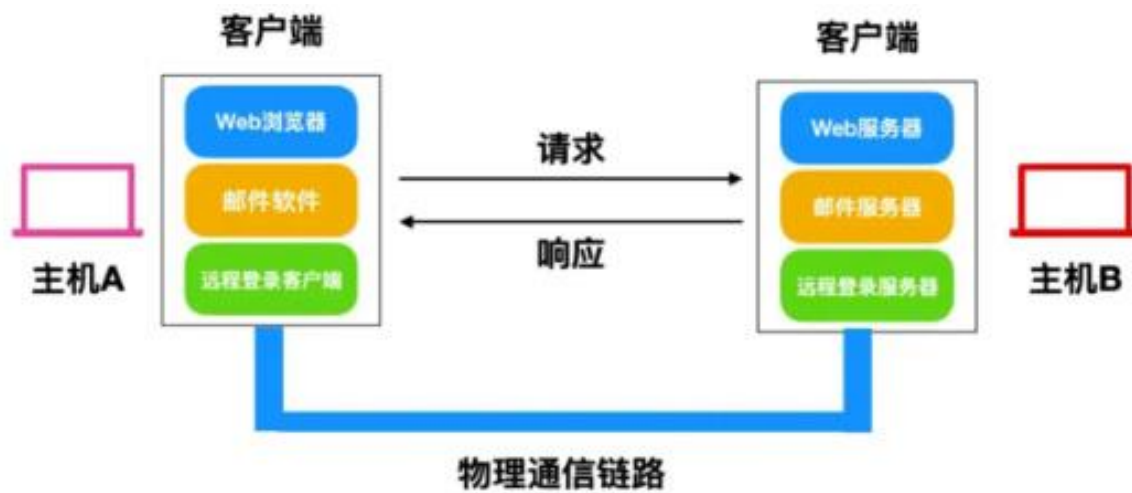 客户端
客户端
Web浏览器
Web服务器
请求
邮件软件
邮件服务器
响应
远程登录客户端
远程登录服务器
主机A
主机B
物理通信链路